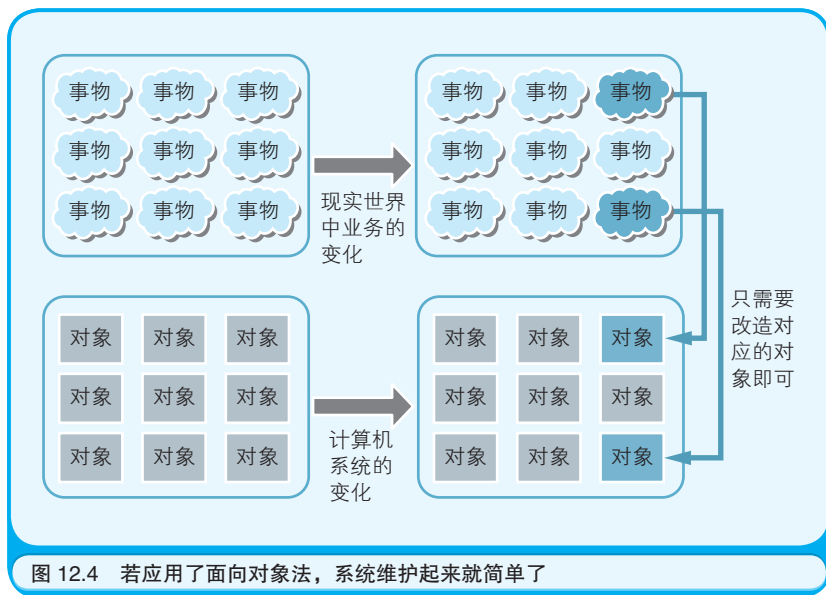 事物 事物 事物 事物 事物 事物
事物 事物 事物 事物 事物 事物
事物 事物 事物 事物 事物 事物
现实世界
中业务的
变化
只需要
改造对
应的对
象即可
对象 对象 对象 对象 对象 对象
对象 对象 对象 对象 对象 对象
对象 对象 对象 对象 对象 对象
计算机
系统的
变化
图 12.4 若应用了面向对象法，系统维护起来就简单了